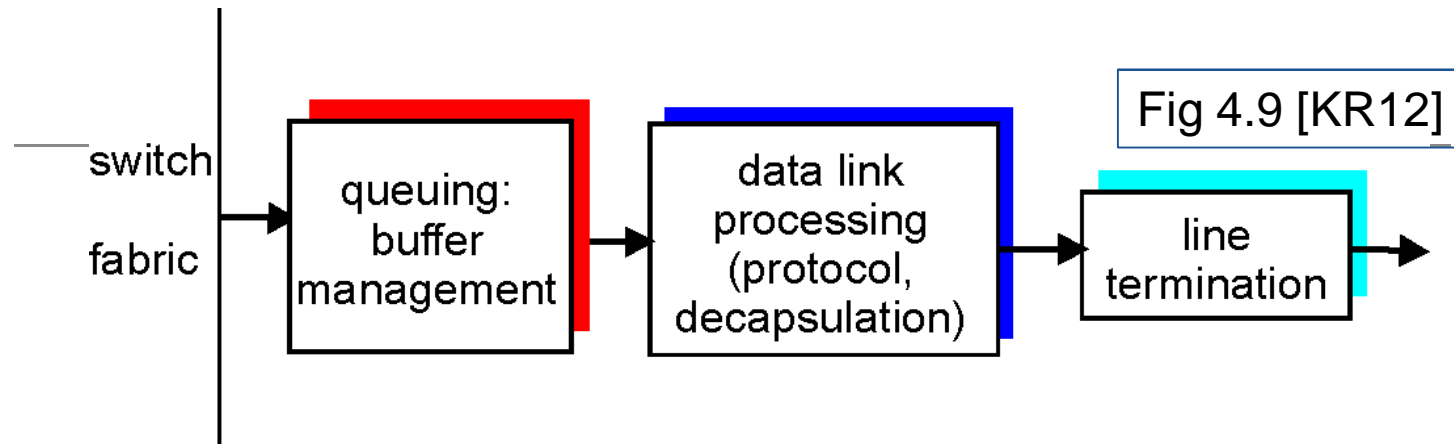 Fig 4.9 [KR12]
switch
fabric
queuing:
buffer
management
data link
processing
(protocol,
decapsulation)
line
termination